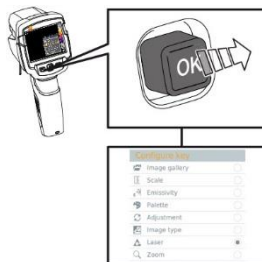 OK
Configure key
Image gallery
Scale
Emissivity
Palette
Adjustment
Image type
Laser
Zoom